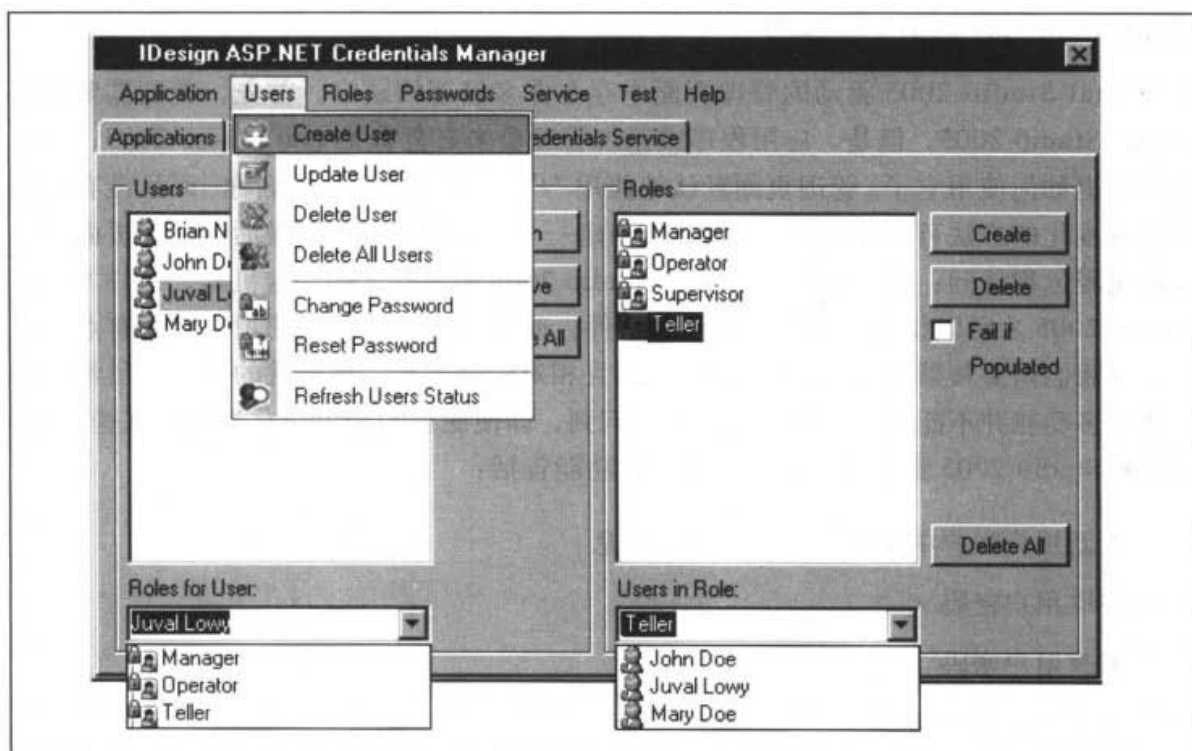 IDesign ASP.NET Credentials Manager
Application Users Roles Passwords Service Test Help
Applications
edentials Service
Create User
Update User
Delete User
Delete All Users
Change Password
Reset Password
Refresh Users Status
Users
Brian N
John D
Juval L
Mary D
All
Roles for User:
Juval Lowy
Manager
Operator
Teller
Roles
Manager
Operator
Supervisor
Teller
Create
Delete
Fail if
Populated
Delete All
Users in Role:
Teller
John Doe
Juval Lowy
Mary Doe